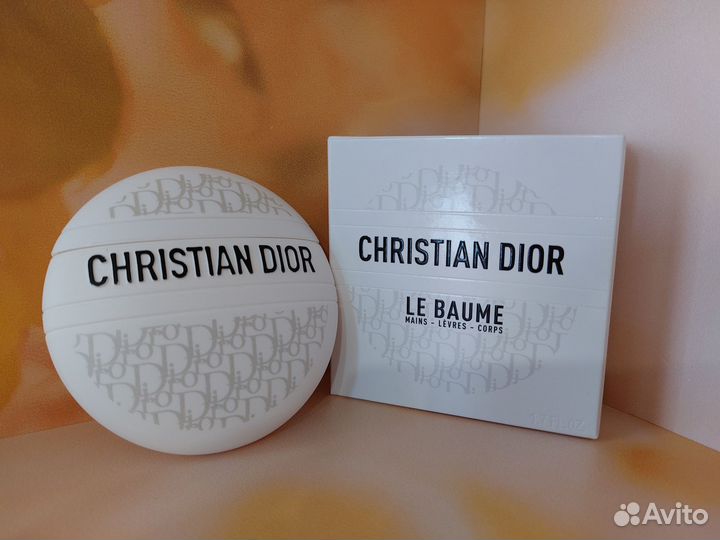 CHRISTIAN DIOR
CHRISTIAN DIOR
LE BAUME
MAINS - LÈVRES - CORPS
Avito